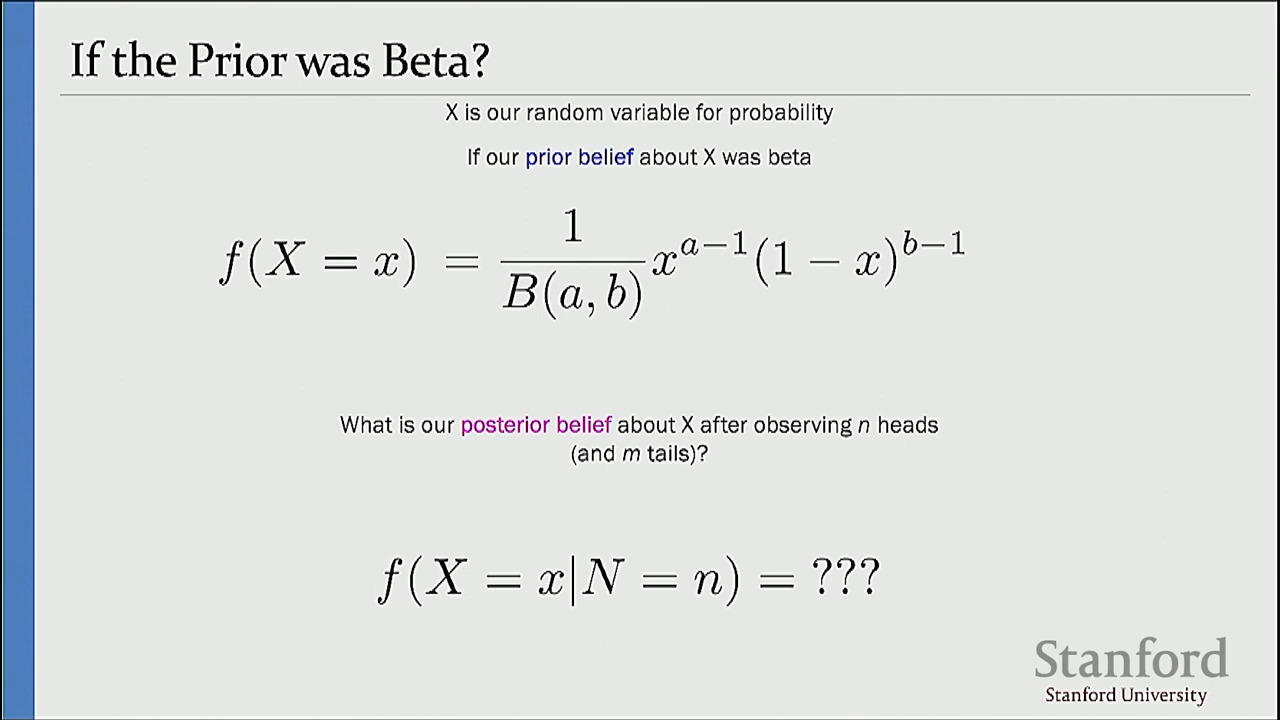 If the Prior was Beta?
X is our random variable for probability
If our prior belief about X was beta
f(X = x) = \frac{1}{B(a, b)} x^{a-1}(1 - x)^{b-1}
What is our posterior belief about X after observing n heads
(and m tails)?
f(X = x|N = n) = ???
Stanford
Stanford University